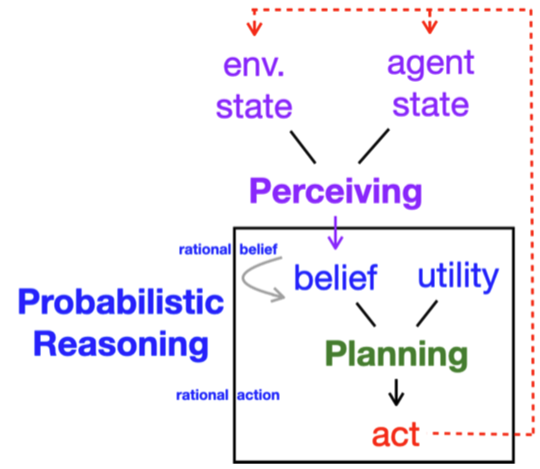 env.
state
agent
state
Perceiving
rational belief
belief
utility
Probabilistic
Reasoning
Planning
rational action
act